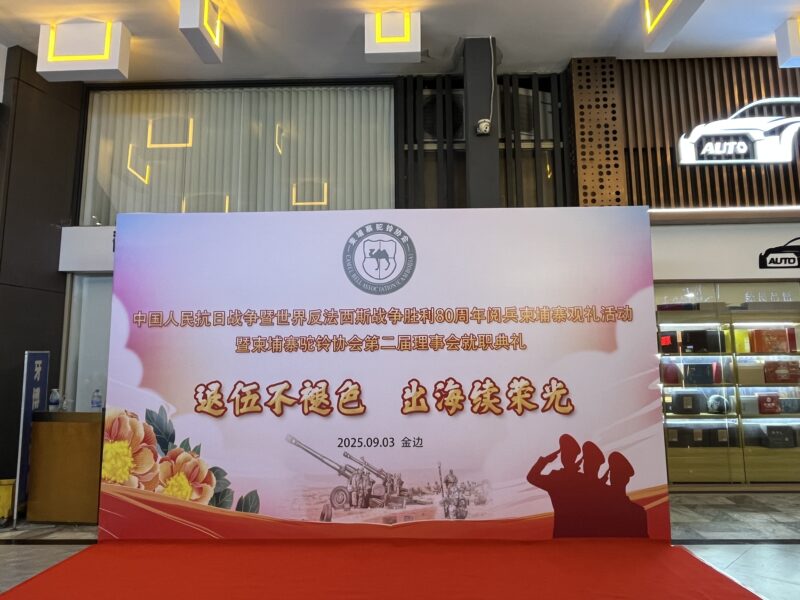 AUTO
AUTO
柬埔寨驼铃协会
CAMEL BELL ASSOCIATION (CAMBODIA)
中国人民抗日战争暨世界反法西斯战争胜利80周年阅兵柬埔寨观礼活动
暨柬埔寨驼铃协会第二届理事会就职典礼
退伍不褪色 出海续荣光
2025.09.03 金边